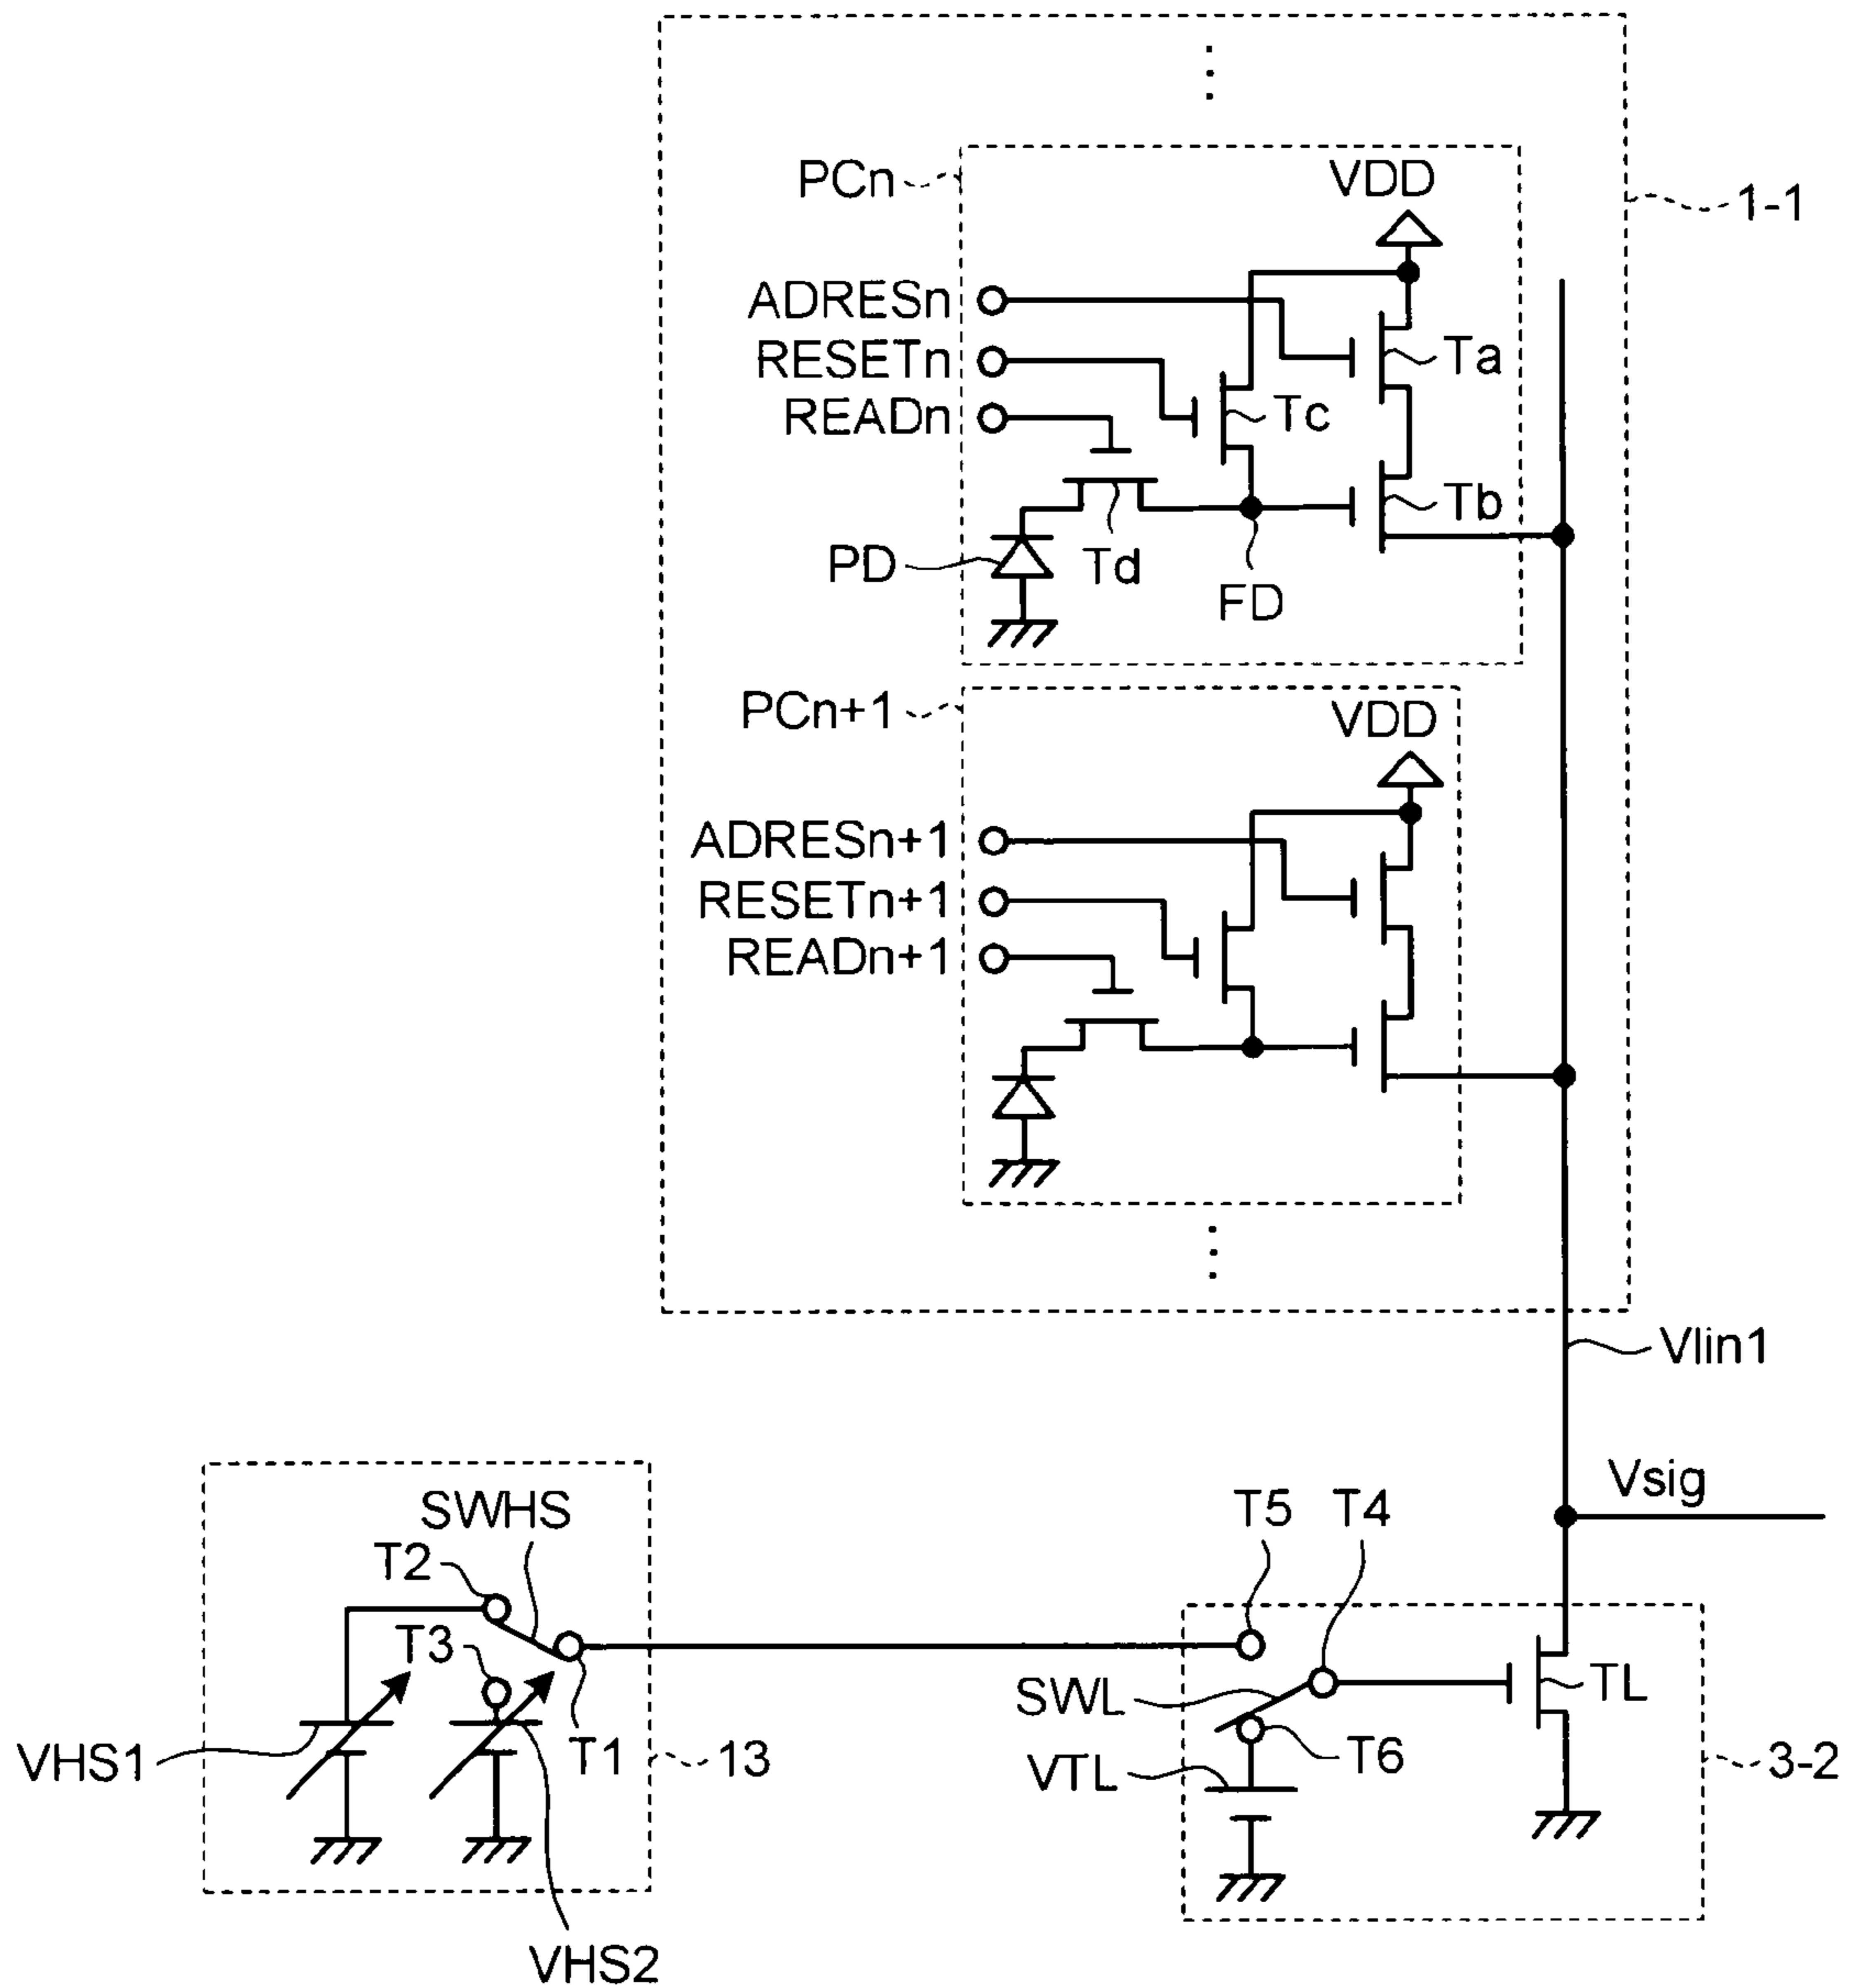 PCn
VDD
1-1
ADRESn
RESETn
READn
Ta
Tc
Tb
PD
Td
FD
PCn+1
VDD
ADRESn+1
RESETn+1
READn+1
Vlin1
Vsig
SWHS
T2
T5
T4
T3
SWL
TL
VHS1
T1
13
VTL
T6
3-2
VHS2